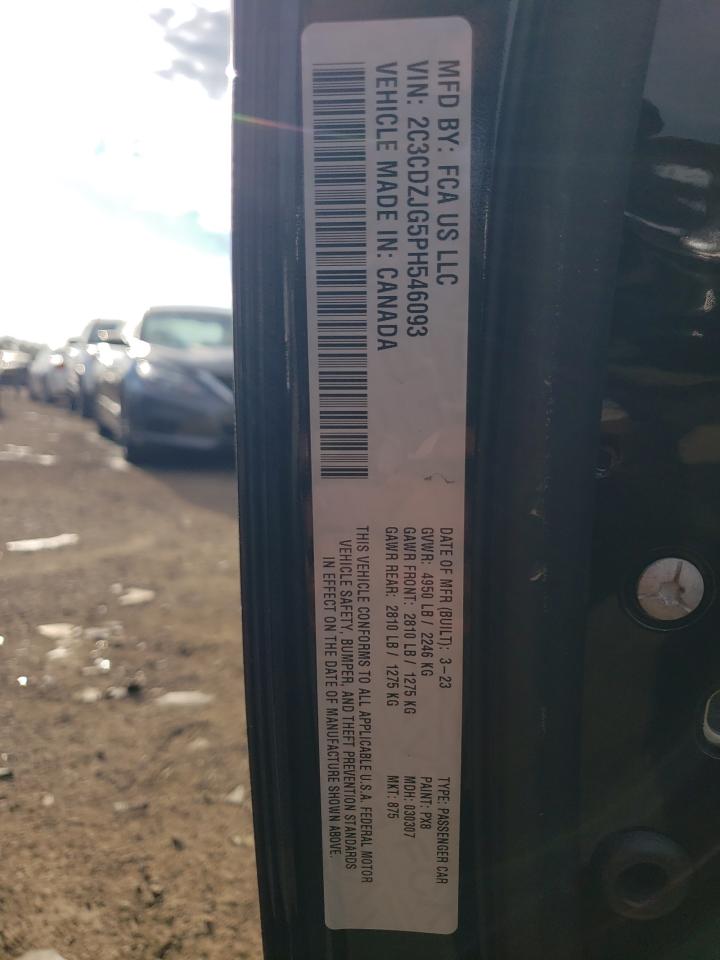 MFD BY: FCA US LLC
VIN: 2C3CDZJG5PH546093
VEHICLE MADE IN: CANADA
DATE OF MFR (BUILT): 3-23
GVWR: 4950 LB / 2246 KG
GAWR FRONT: 2810 LB / 1275 KG
GAWR REAR: 2810 LB / 1275 KG
THIS VEHICLE CONFORMS TO ALL APPLICABLE U.S.A. FEDERAL MOTOR
VEHICLE SAFETY, BUMPER, AND THEFT PREVENTION STANDARDS
IN EFFECT ON THE DATE OF MANUFACTURE SHOWN ABOVE.
TYPE: PASSENGER CAR
PAINT: PX8
MDH: 030307
MKT: 875